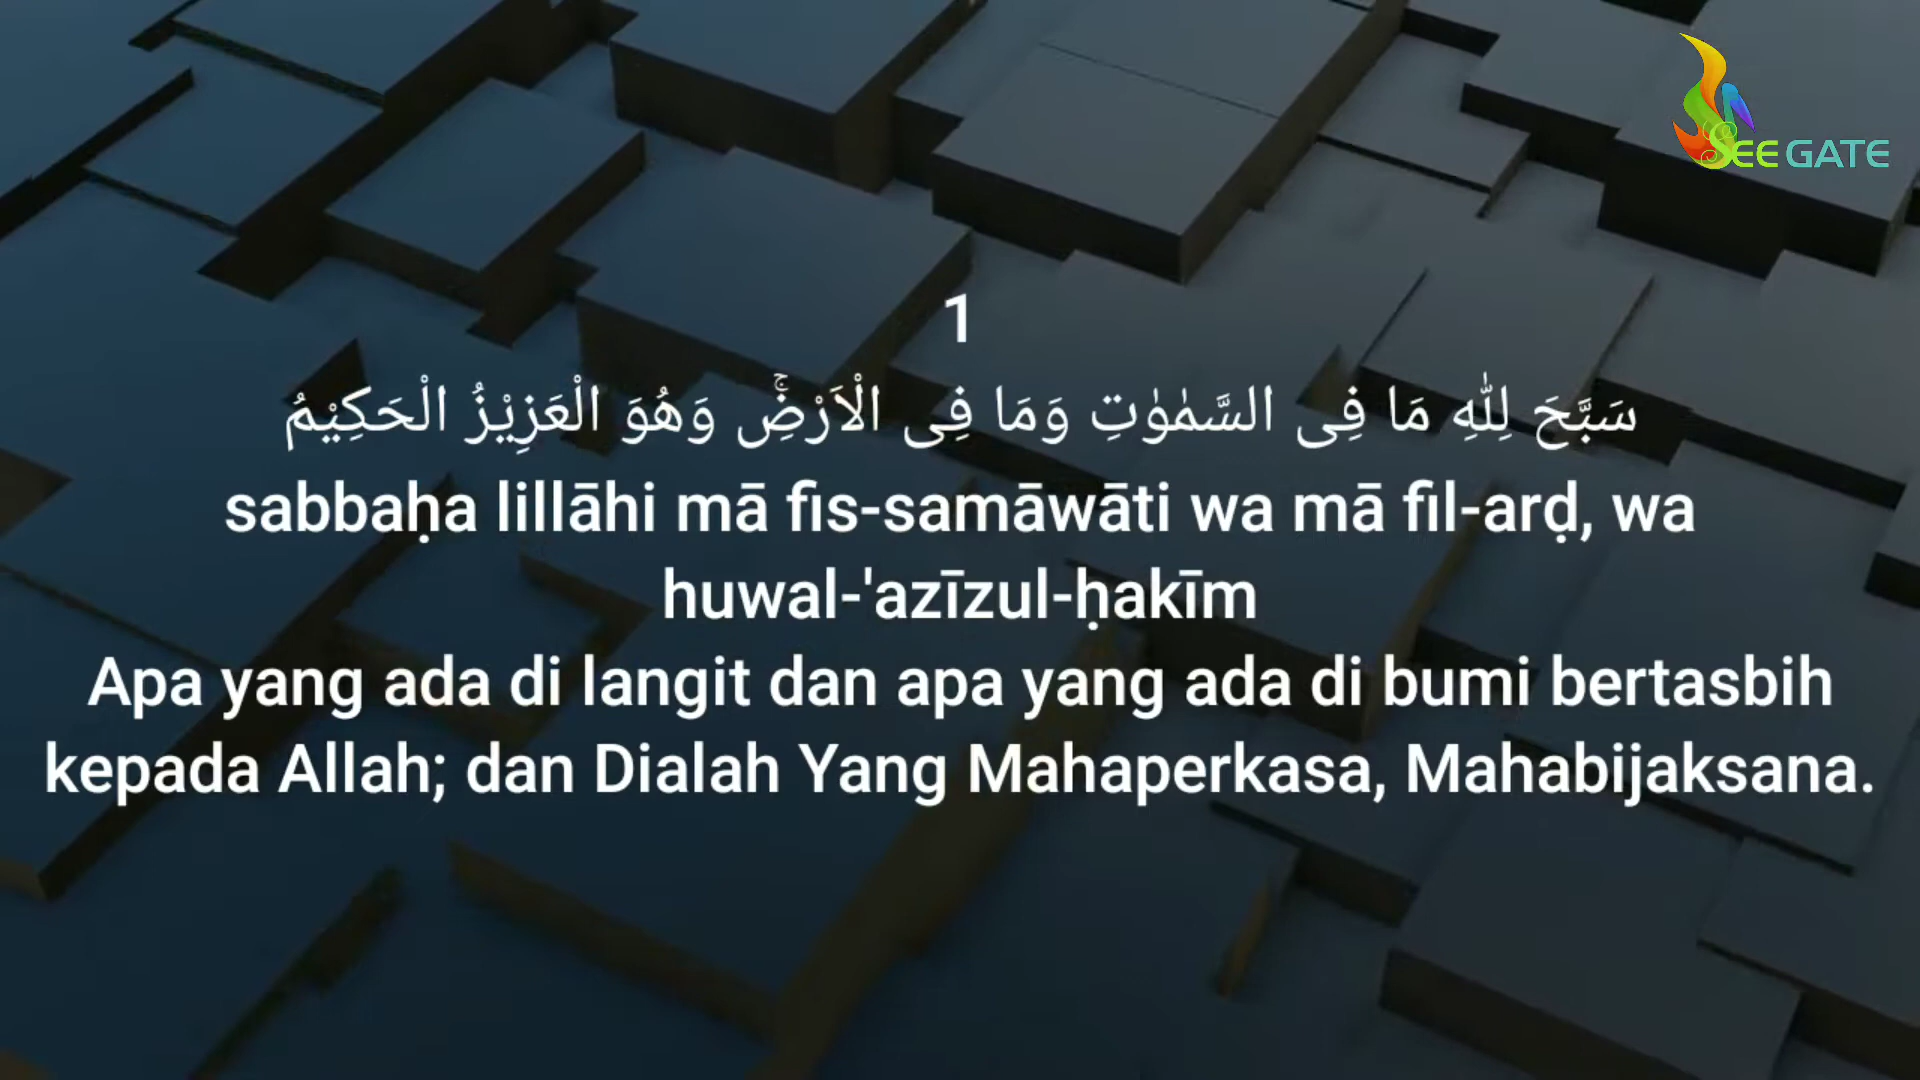 SEE GATE
1
سَبَّحَ لِلّٰهِ مَا فِى السَّمٰوٰتِ وَمَا فِى الْاَرْضِۚ وَهُوَ الْعَزِيْزُ الْحَكِيْمُ
sabbaḥa lillāhi mā fis-samāwāti wa mā fil-arḍ, wa
huwal-'azīzul-ḥakīm
Apa yang ada di langit dan apa yang ada di bumi bertasbih
kepada Allah; dan Dialah Yang Mahaperkasa, Mahabijaksana.